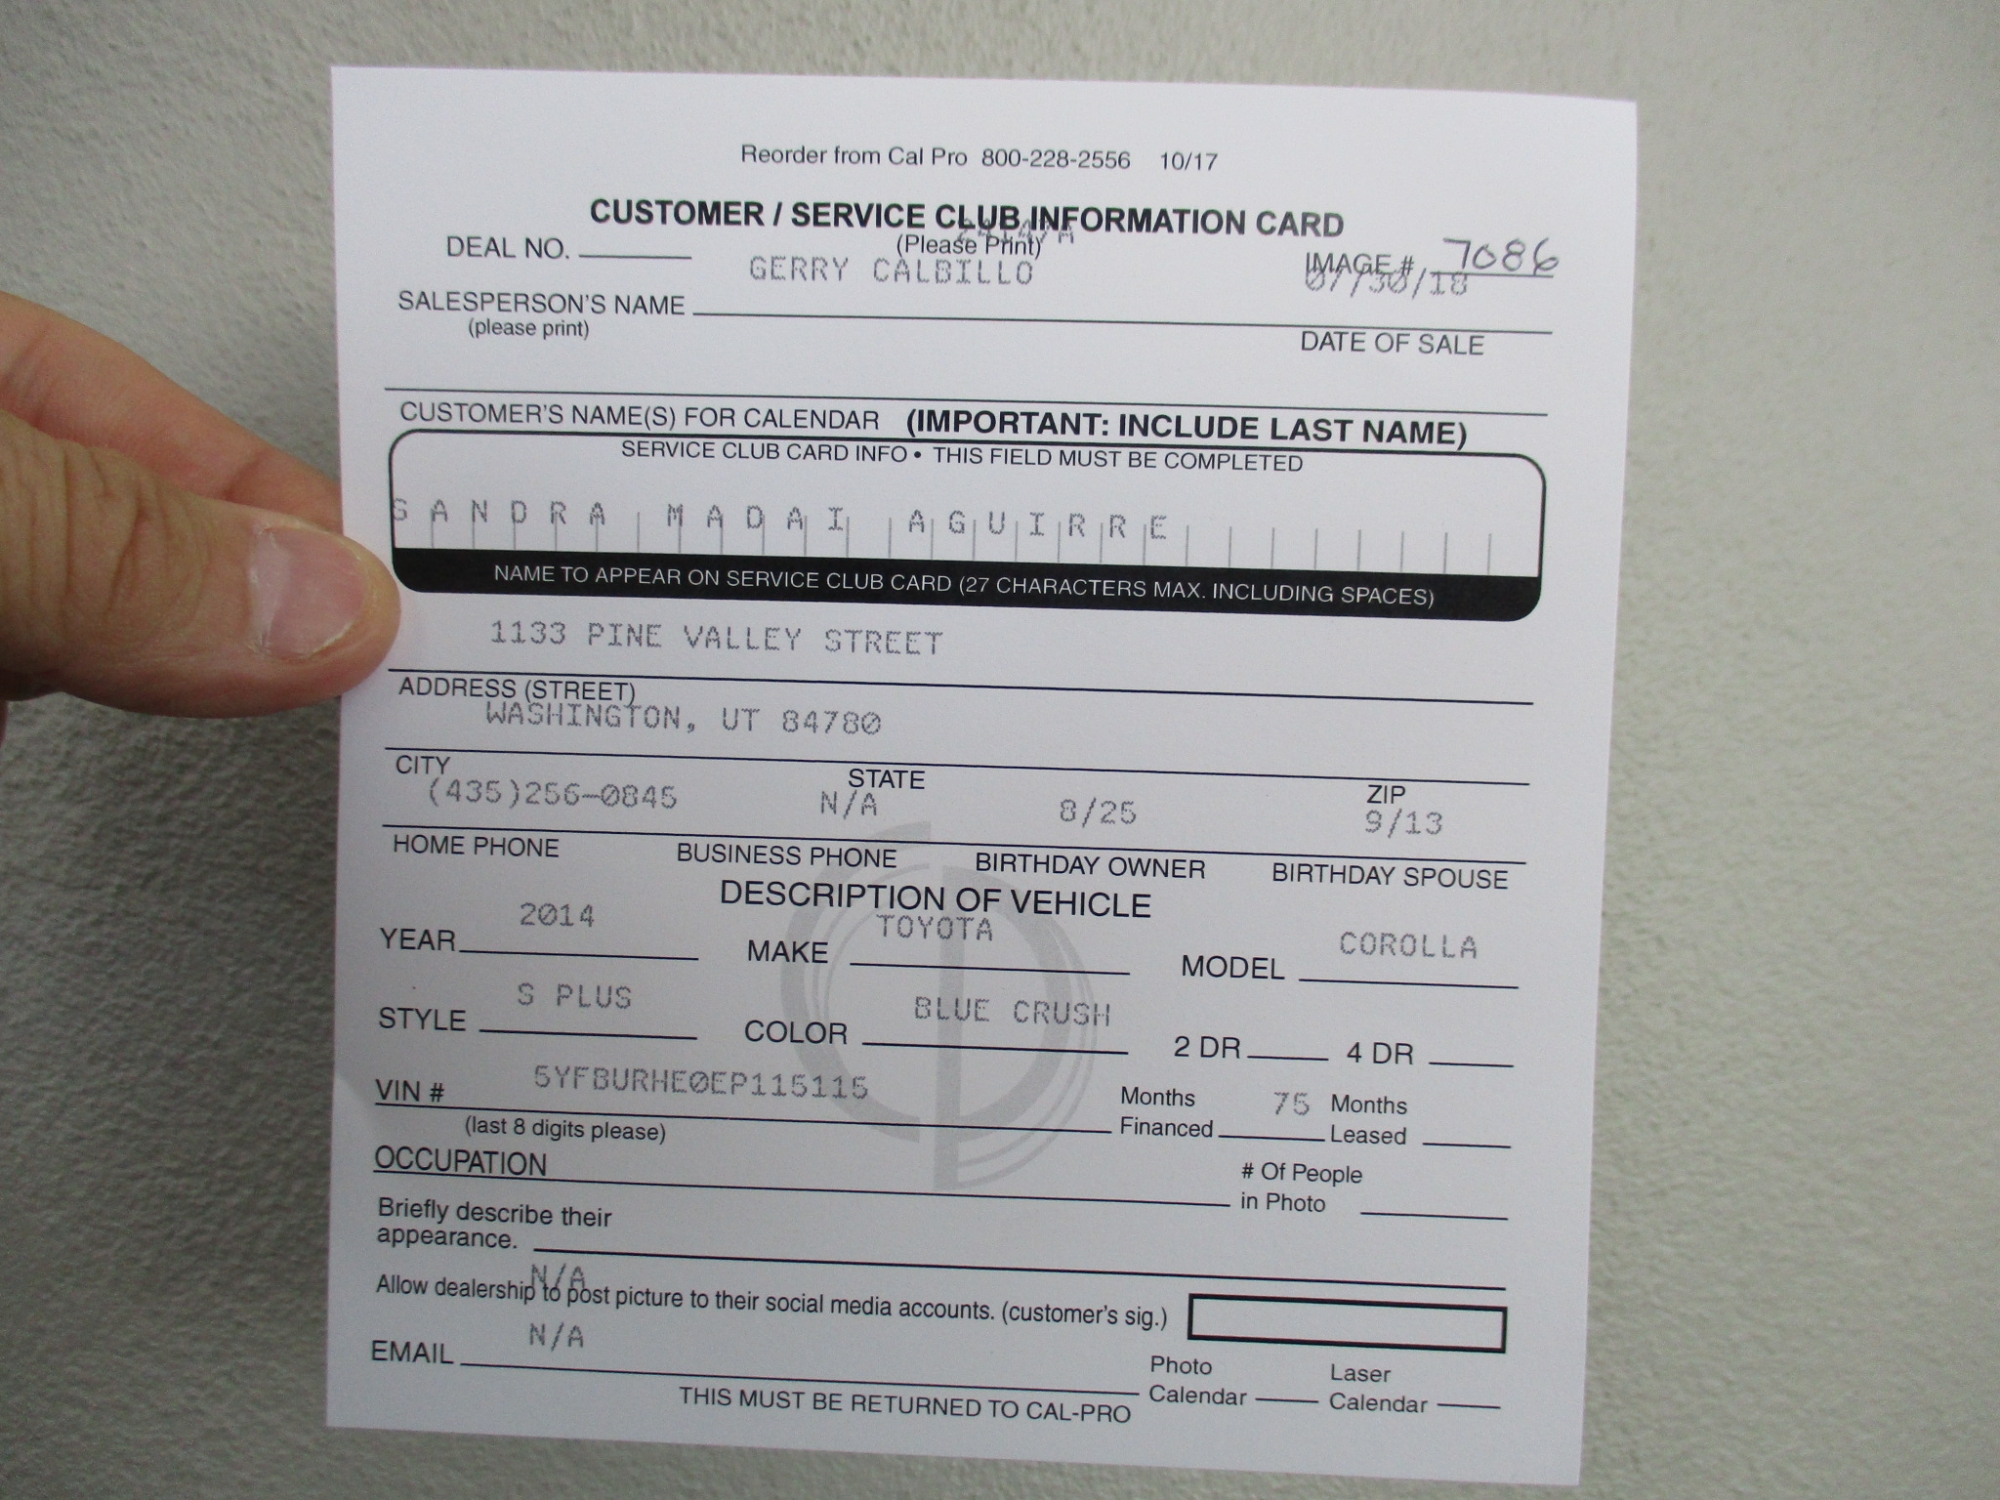 Reorder from Cal Pro 800-228-2556 10/17
CUSTOMER / SERVICE CLUB INFORMATION CARD
DEAL NO. (Please Print) IMAGE # 7086
GERRY CALBILLO 07/30/18
SALESPERSON'S NAME
(please print) DATE OF SALE
CUSTOMER'S NAME(S) FOR CALENDAR (IMPORTANT: INCLUDE LAST NAME)
SERVICE CLUB CARD INFO • THIS FIELD MUST BE COMPLETED
SANDRA MADAI AGUIRRE
NAME TO APPEAR ON SERVICE CLUB CARD (27 CHARACTERS MAX. INCLUDING SPACES)
1133 PINE VALLEY STREET
ADDRESS (STREET)
WASHINGTON, UT 84780
CITY STATE ZIP
(435)256-0845 N/A 8/25 9/13
HOME PHONE BUSINESS PHONE BIRTHDAY OWNER BIRTHDAY SPOUSE
DESCRIPTION OF VEHICLE
YEAR 2014 MAKE TOYOTA MODEL COROLLA
STYLE S PLUS COLOR BLUE CRUSH 2 DR 4 DR
VIN # 5YFBURHE0EP115115 Months Financed 75 Months Leased
(last 8 digits please)
OCCUPATION # Of People in Photo
Briefly describe their
appearance.
N/A
Allow dealership to post picture to their social media accounts. (customer's sig.)
EMAIL N/A Photo Calendar Laser Calendar
THIS MUST BE RETURNED TO CAL-PRO